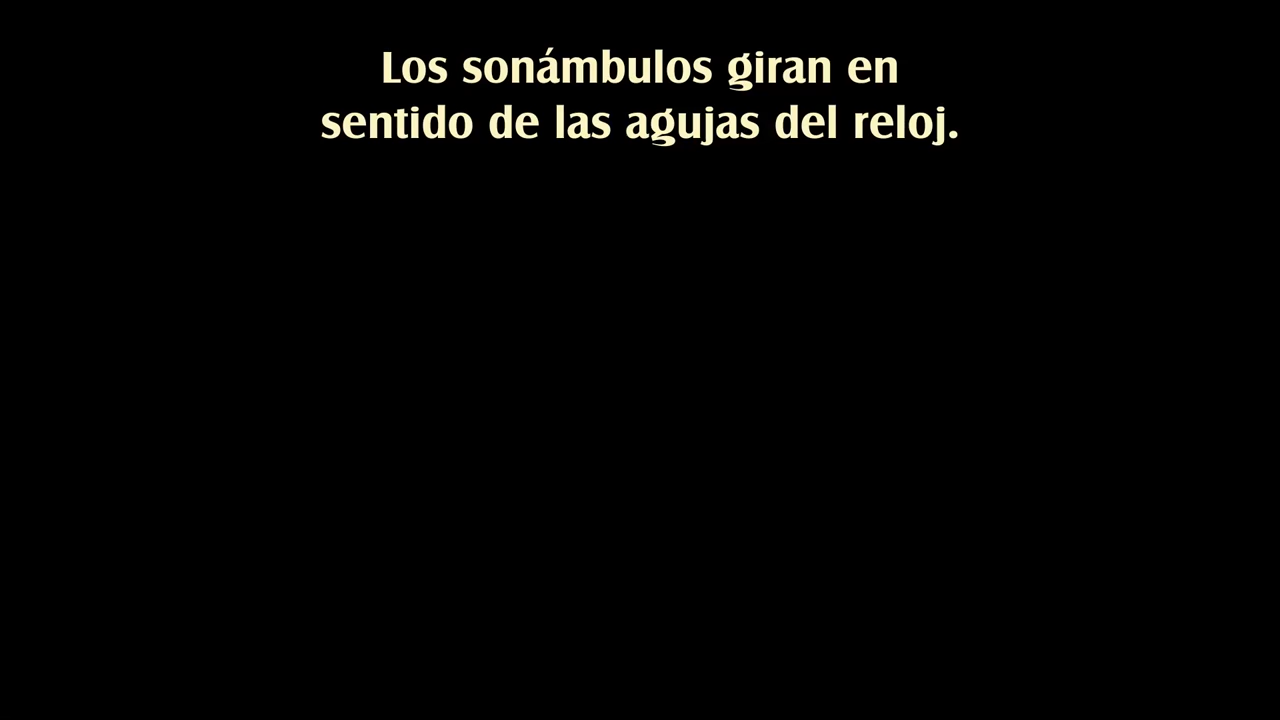 Los sonámbulos giran en
sentido de las agujas del reloj.